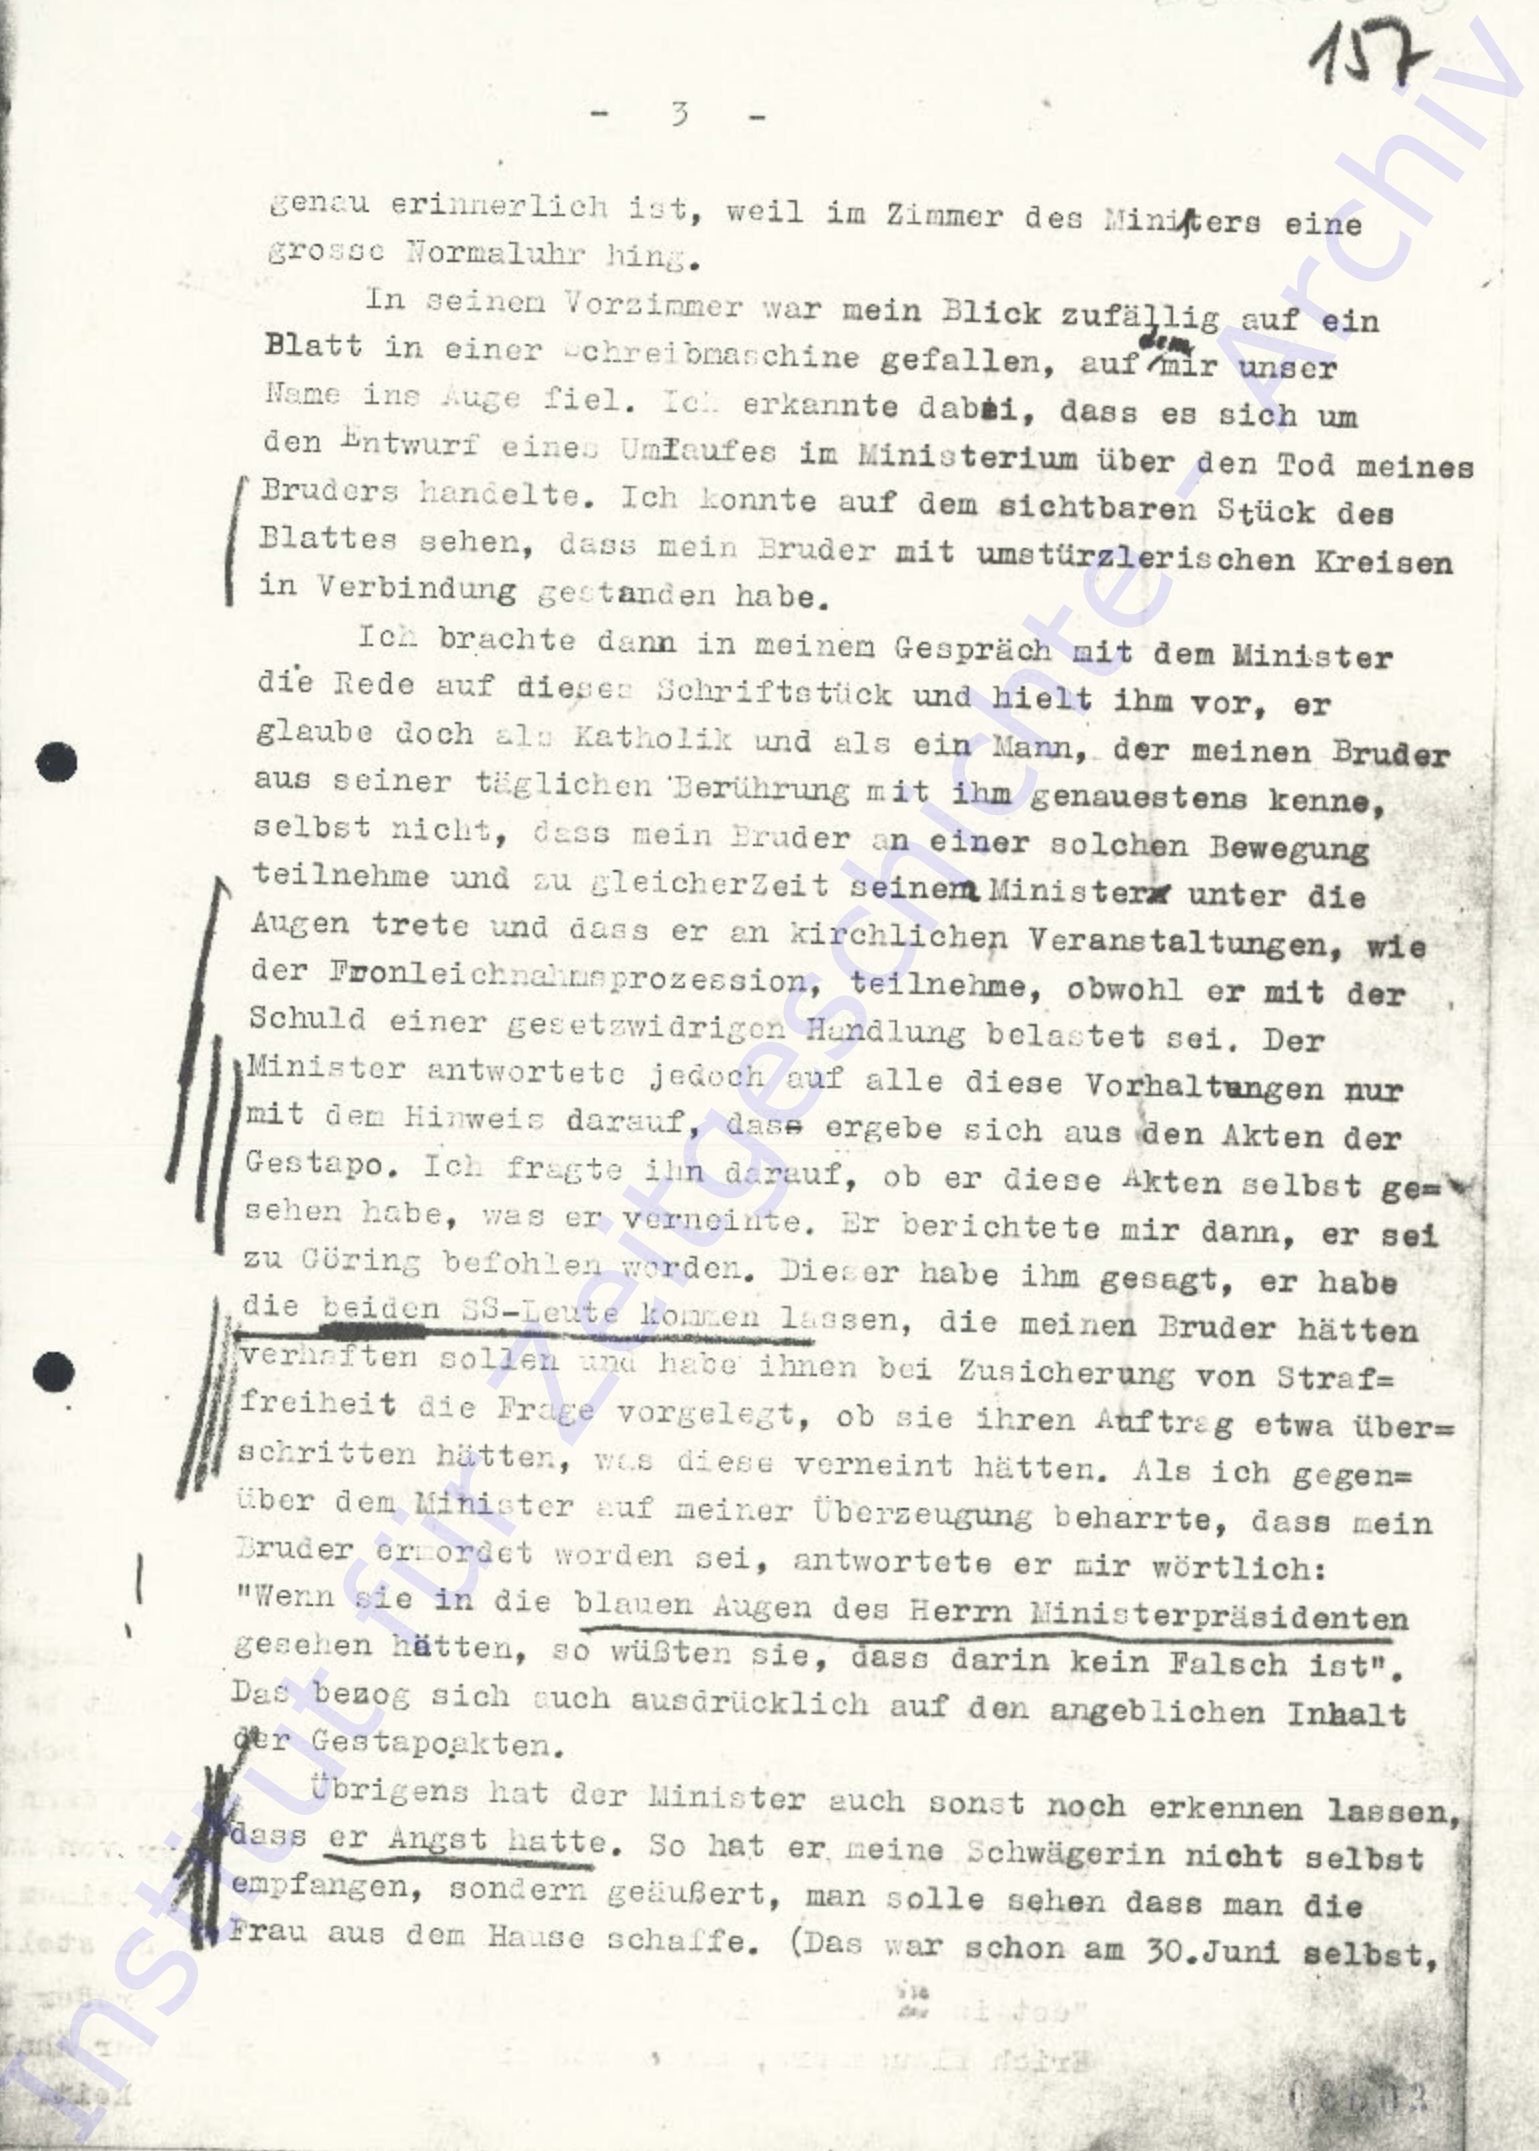 157
- 3 -
genau erinnerlich ist, weil im Zimmer des Ministers eine
grosse Normaluhr hing.
In seinem Vorzimmer war mein Blick zufällig auf ein
Blatt in einer Schreibmaschine gefallen, auf dem mir unser
Name ins Auge fiel. Ich erkannte dabei, dass es sich um
den Entwurf eines Umlaufes im Ministerium über den Tod meines
Bruders handelte. Ich konnte auf dem sichtbaren Stück des
Blattes sehen, dass mein Bruder mit umstürzlerischen Kreisen
in Verbindung gestanden habe.
Ich brachte dann in meinem Gespräch mit dem Minister
die Rede auf dieses Schriftstück und hielt ihm vor, er
glaube doch als Katholik und als ein Mann, der meinen Bruder
aus seiner täglichen Berührung mit ihm genauestens kenne,
selbst nicht, dass mein Bruder an einer solchen Bewegung
teilnehme und zu gleicherZeit seinem Minister unter die
Augen trete und dass er an kirchlichen Veranstaltungen, wie
der Fronleichnahmsprozession, teilnehme, obwohl er mit der
Schuld einer gesetzwidrigen Handlung belastet sei. Der
Minister antwortete jedoch auf alle diese Vorhaltungen nur
mit dem Hinweis darauf, dass ergebe sich aus den Akten der
Gestapo. Ich fragte ihn darauf, ob er diese Akten selbst ge=
sehen habe, was er verneinte. Er berichtete mir dann, er sei
zu Göring befohlen worden. Dieser habe ihm gesagt, er habe
die beiden SS-Leute kommen lassen, die meinen Bruder hätten
verhaften sollen und habe ihnen bei Zusicherung von Straf=
freiheit die Frage vorgelegt, ob sie ihren Auftrag etwa über=
schritten hätten, was diese verneint hätten. Als ich gegen=
über dem Minister auf meiner Überzeugung beharrte, dass mein
Bruder ermordet worden sei, antwortete er mir wörtlich:
"Wenn sie in die blauen Augen des Herrn Ministerpräsidenten
gesehen hätten, so wüßten sie, dass darin kein Falsch ist".
Das bezog sich auch ausdrücklich auf den angeblichen Inhalt
der Gestapoakten.
Übrigens hat der Minister auch sonst noch erkennen lassen,
dass er Angst hatte. So hat er meine Schwägerin nicht selbst
empfangen, sondern geäußert, man solle sehen dass man die
Frau aus dem Hause schaffe. (Das war schon am 30.Juni selbst,
Institut für Zeitgeschichte - Archiv